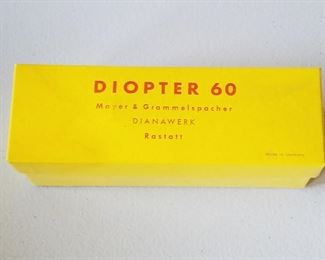 DIOPTER 60
Mayer & Grammelspacher
DIANAWERK
Rastatt
Made in Germany